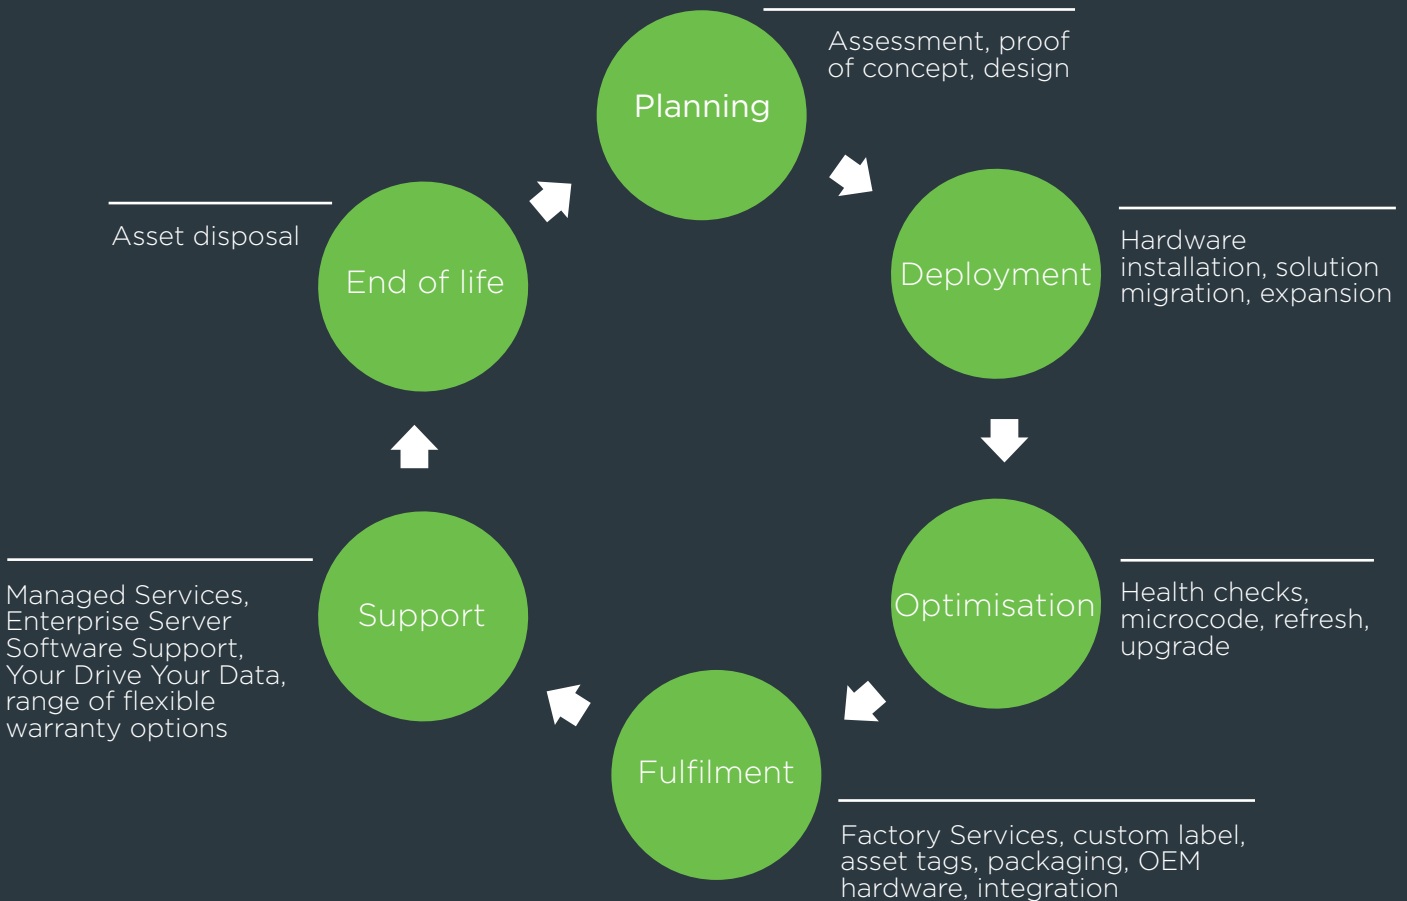 Planning
Assessment, proof
of concept, design
Deployment
Hardware
installation, solution
migration, expansion
Optimisation
Health checks,
microcode, refresh,
upgrade
Fulfilment
Factory Services, custom label,
asset tags, packaging, OEM
hardware, integration
Support
Managed Services,
Enterprise Server
Software Support,
Your Drive Your Data,
range of flexible
warranty options
End of life
Asset disposal